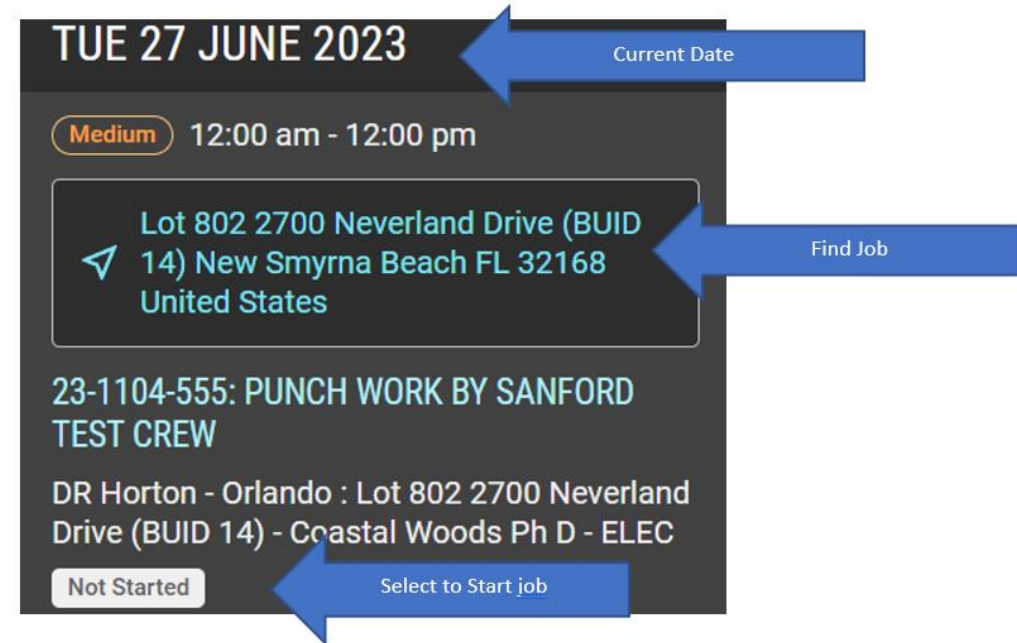 TUE 27 JUNE 2023
Current Date
Medium
12:00 am - 12:00 pm
Lot 802 2700 Neverland Drive (BUID
14) New Smyrna Beach FL 32168
United States
Find Job
23-1104-555: PUNCH WORK BY SANFORD
TEST CREW
DR Horton - Orlando : Lot 802 2700 Neverland
Drive (BUID 14) - Coastal Woods Ph D - ELEC
Not Started
Select to Start job